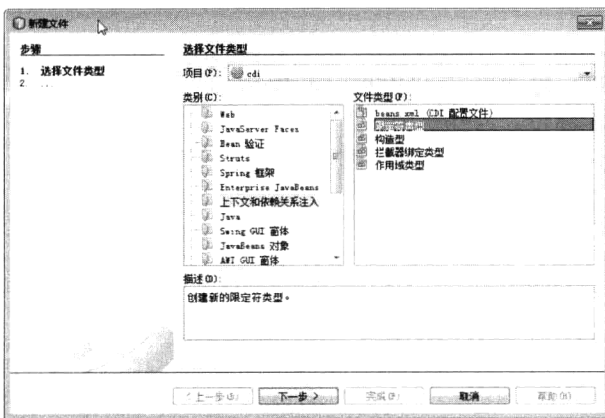 新建文件
步骤
1. 选择文件类型
2 ...
选择文件类型
项目(P): cdi
类别(C):
Web
JavaServer Faces
Bean 验证
Struts
Spring 框架
Enterprise JavaBeans
上下文和依赖关系注入
Java
Swing GUI 窗体
JavaBeans 对象
AWT GUI 窗体
文件类型(F):
beans.xml (CDI 配置文件)
限定符类型
构造型
拦截器绑定类型
作用域类型
描述(D):
创建新的限定符类型。
< 上一步(B)
下一步 >
完成(F)
取消
帮助(H)